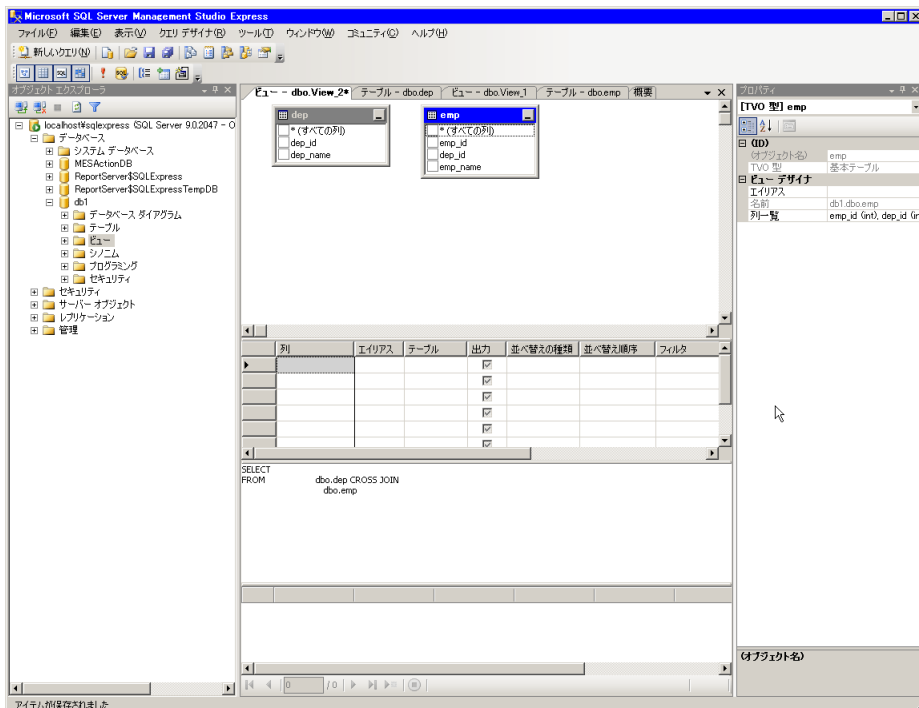 Microsoft SQL Server Management Studio Express
ファイル(F) 編集(E) 表示(V) クエリ デザイナ(R) ツール(T) ウィンドウ(W) コミュニティ(C) ヘルプ(H)
新しいクエリ(N)
オブジェクト エクスプローラ
localhost¥sqlexpress (SQL Server 9.0.2047 - O
データベース
システム データベース
MESActionDB
ReportServer$SQLExpress
ReportServer$SQLExpressTempDB
db1
データベース ダイアグラム
テーブル
ビュー
シノニム
プログラミング
セキュリティ
セキュリティ
サーバー オブジェクト
レプリケーション
管理
ビュー - dbo.View_2* テーブル - dbo.dep ビュー - dbo.View_1 テーブル - dbo.emp 概要
dep
* (すべての列)
dep_id
dep_name
emp
* (すべての列)
emp_id
dep_id
emp_name
列 エイリアス テーブル 出力 並べ替えの種類 並べ替え順序 フィルタ
SELECT
FROM dbo.dep CROSS JOIN
dbo.emp
0 / 0
プロパティ
[TVO 型] emp
(ID)
(オブジェクト名) emp
TVO 型 基本テーブル
ビュー デザイナ
エイリアス
名前 db1.dbo.emp
列一覧 emp_id (int), dep_id (in
(オブジェクト名)
アイテムが保存されました